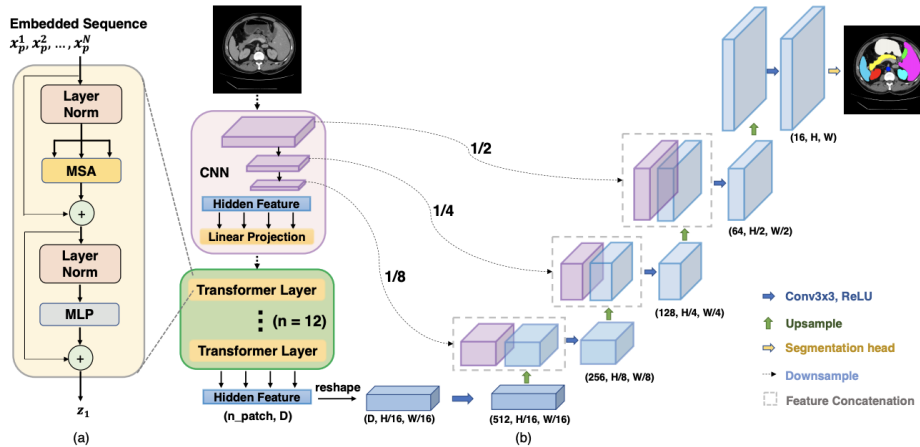 Embedded Sequence
x_p^1, x_p^2, ..., x_p^N
Layer
Norm
MSA
+
Layer
Norm
MLP
+
z_1
(a)
CNN
Hidden Feature
Linear Projection
Transformer Layer
(n = 12)
Transformer Layer
Hidden Feature
(n_patch, D)
reshape
(D, H/16, W/16)
(512, H/16, W/16)
(b)
1/2
1/4
1/8
(256, H/8, W/8)
(128, H/4, W/4)
(64, H/2, W/2)
(16, H, W)
Conv3x3, ReLU
Upsample
Segmentation head
Downsample
Feature Concatenation